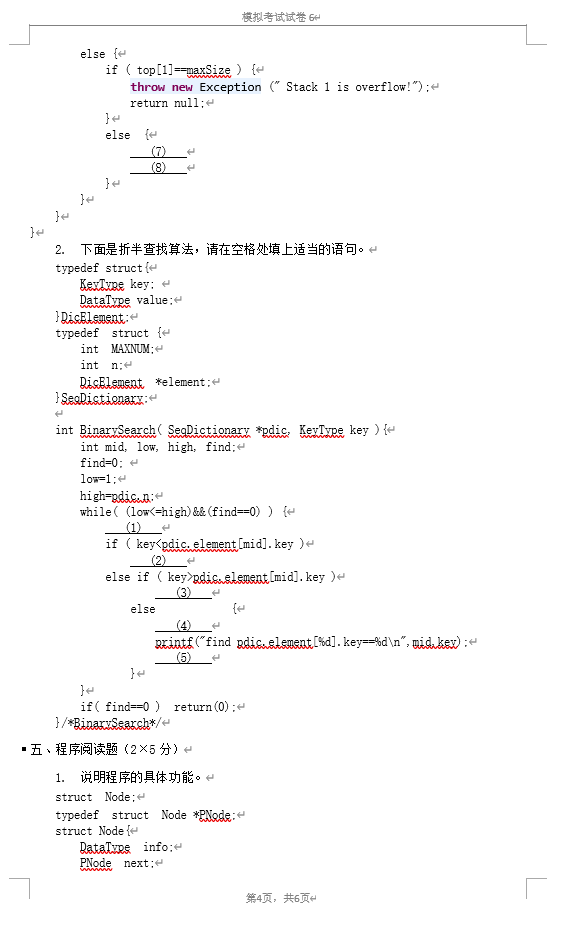 模拟考试试卷 6
else {
if ( top[1]==maxSize ) {
throw new Exception (" Stack 1 is overflow!");
return null;
}
else {
(7)
(8)
}
}
}
}
2. 下面是折半查找算法，请在空格处填上适当的语句。
typedef struct{
KeyType key;
DataType value;
}DicElement;
typedef struct {
int MAXNUM;
int n;
DicElement *element;
}SeqDictionary;
int BinarySearch( SeqDictionary *pdic, KeyType key ){
int mid, low, high, find;
find=0;
low=1;
high=pdic.n;
while( (low<=high)&&(find==0) ) {
(1)
if ( key<pdic.element[mid].key )
(2)
else if ( key>pdic.element[mid].key )
(3)
else {
(4)
printf("find pdic.element[%d].key==%d\n",mid,key);
(5)
}
}
if( find==0 ) return(0);
}/*BinarySearch*/
五、程序阅读题（2×5 分）
1. 说明程序的具体功能。
struct Node;
typedef struct Node *PNode;
struct Node{
DataType info;
PNode next;
第4页，共6页